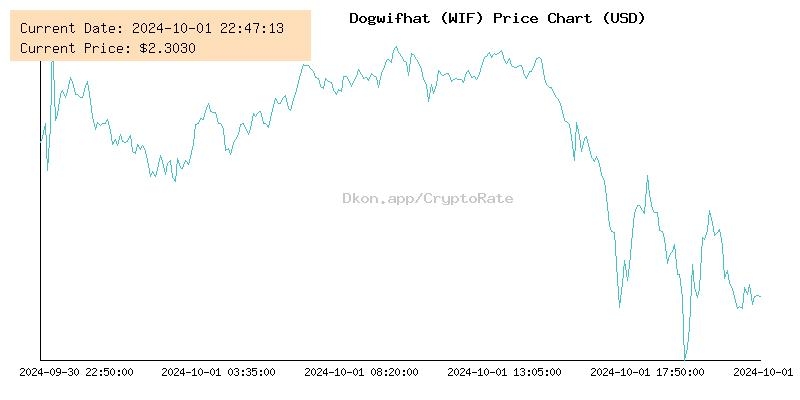 Dogwifhat (WIF) Price Chart (USD)
Current Date: 2024-10-01 22:47:13
Current Price: $2.3030
Dkon.app/CryptoRate
2024-09-30 22:50:00 2024-10-01 03:35:00 2024-10-01 08:20:00 2024-10-01 13:05:00 2024-10-01 17:50:00 2024-10-01